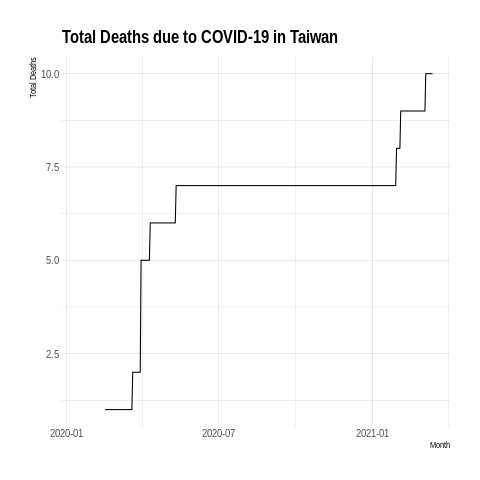 Total Deaths due to COVID-19 in Taiwan
Total Deaths
10.0
7.5
5.0
2.5
2020-01
2020-07
2021-01
Month